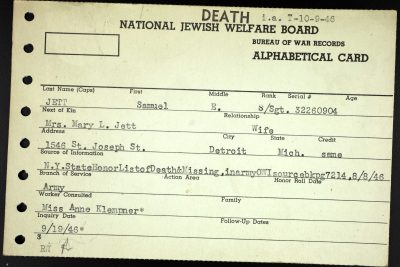 DEATH i.a. T-10-9-46
NATIONAL JEWISH WELFARE BOARD
BUREAU OF WAR RECORDS
ALPHABETICAL CARD
Last Name (Caps) First Middle Rank Serial # Age
JETT Samuel E. S/Sgt. 32260904
Next of Kin Relationship
Mrs. Mary L. Jett Wife
Address City State Credit
1546 St. Joseph St. Detroit Mich. same
Source of Information
N.Y.StateHonorListofDeath&Missing,inarmyOWIsourcebkpg7214,8/8/46
Branch of Service Action Area Honor Roll Date
Army
Worker Consulted Family
Miss Anne Klempner*
Inquiry Date Follow-Up Dates
9/19/46*
S